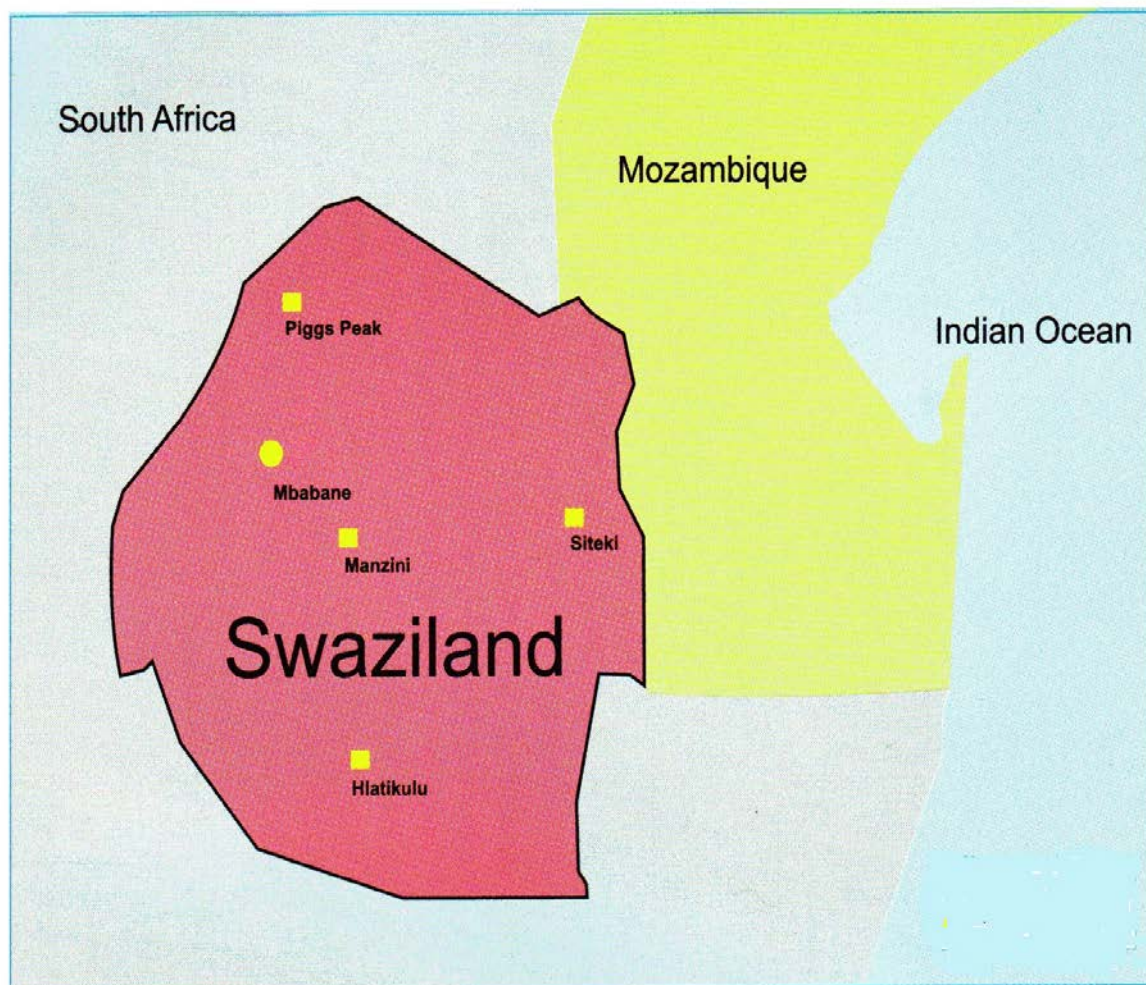 South Africa
Mozambique
Indian Ocean
Piggs Peak
Mbabane
Siteki
Manzini
Swaziland
Hlatikulu